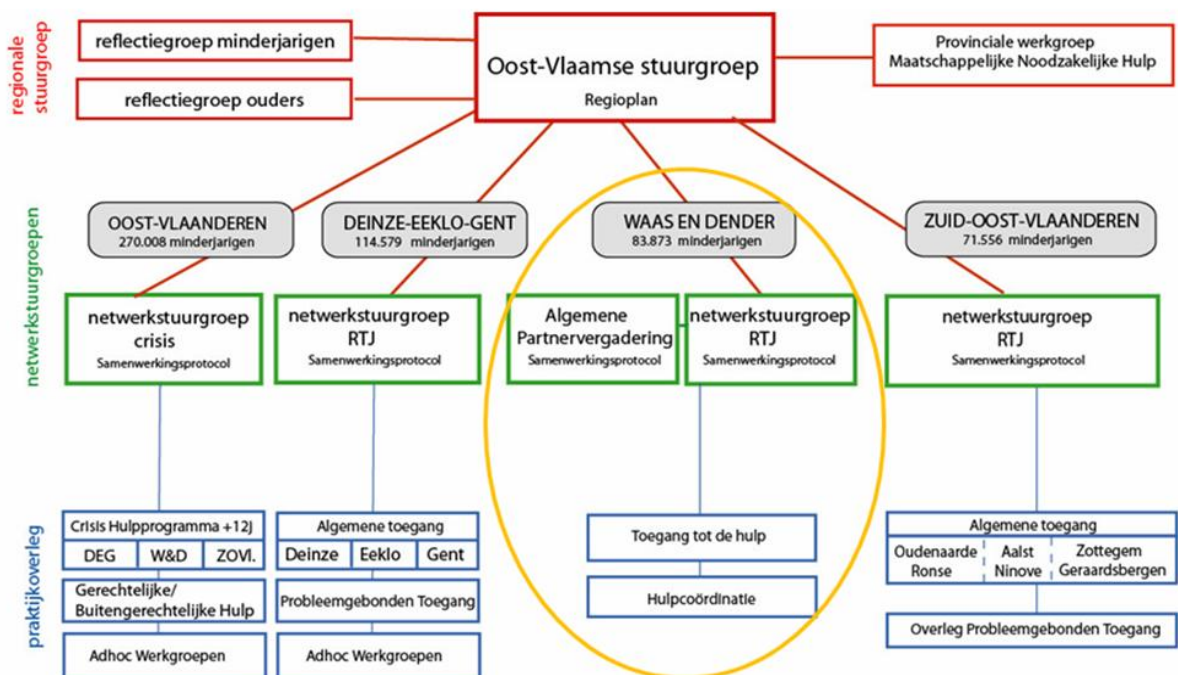 regionale
stuurgroep
reflectiegroep minderjarigen
reflectiegroep ouders
Oost-Vlaamse stuurgroep
Regioplan
Provinciale werkgroep
Maatschappelijke Noodzakelijke Hulp
netwerkstuurgroepen
OOST-VLAANDEREN
270.008 minderjarigen
DEINZE-EEKLO-GENT
114.579 minderjarigen
WAAS EN DENDER
83.873 minderjarigen
ZUID-OOST-VLAANDEREN
71.556 minderjarigen
netwerkstuurgroep
crisis
Samenwerkingsprotocol
netwerkstuurgroep
RTJ
Samenwerkingsprotocol
Algemene
Partnervergadering
Samenwerkingsprotocol
netwerkstuurgroep
RTJ
Samenwerkingsprotocol
netwerkstuurgroep
RTJ
Samenwerkingsprotocol
praktijkoverleg
Crisis Hulpprogramma +12J
DEG W&D ZOVl.
Gerechtelijke/
Buitengerechtelijke Hulp
Adhoc Werkgroepen
Algemene toegang
Deinze Eeklo Gent
Probleemgebonden Toegang
Adhoc Werkgroepen
Toegang tot de hulp
Hulpcoördinatie
Algemene toegang
Oudenaarde Aalst Zottegem
Ronse Ninove Geraardsbergen
Overleg Probleemgebonden Toegang